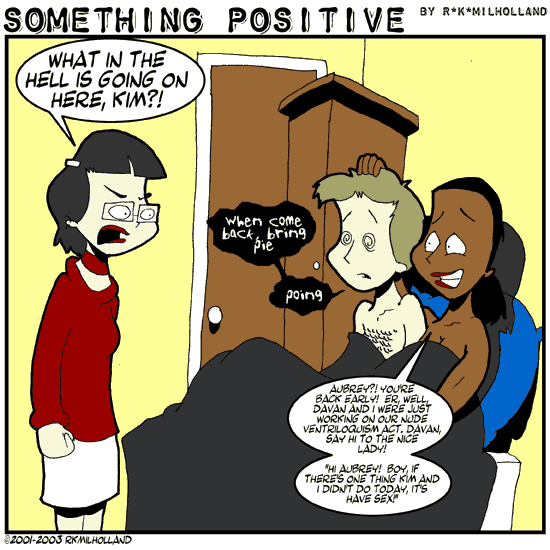 SOMETHING POSITIVE BY R*K*MILHOLLAND
WHAT IN THE
HELL IS GOING ON
HERE, KIM?!
when come
back, bring
pie
poing
AUBREY?! YOU'RE
BACK EARLY! ER, WELL,
DAVAN AND I WERE JUST
WORKING ON OUR NUDE
VENTRILOQUISM ACT. DAVAN,
SAY HI TO THE NICE
LADY!
"HI AUBREY! BOY, IF
THERE'S ONE THING KIM AND
I DIDN'T DO TODAY, IT'S
HAVE SEX!"
©2001-2003 RKMILHOLLAND